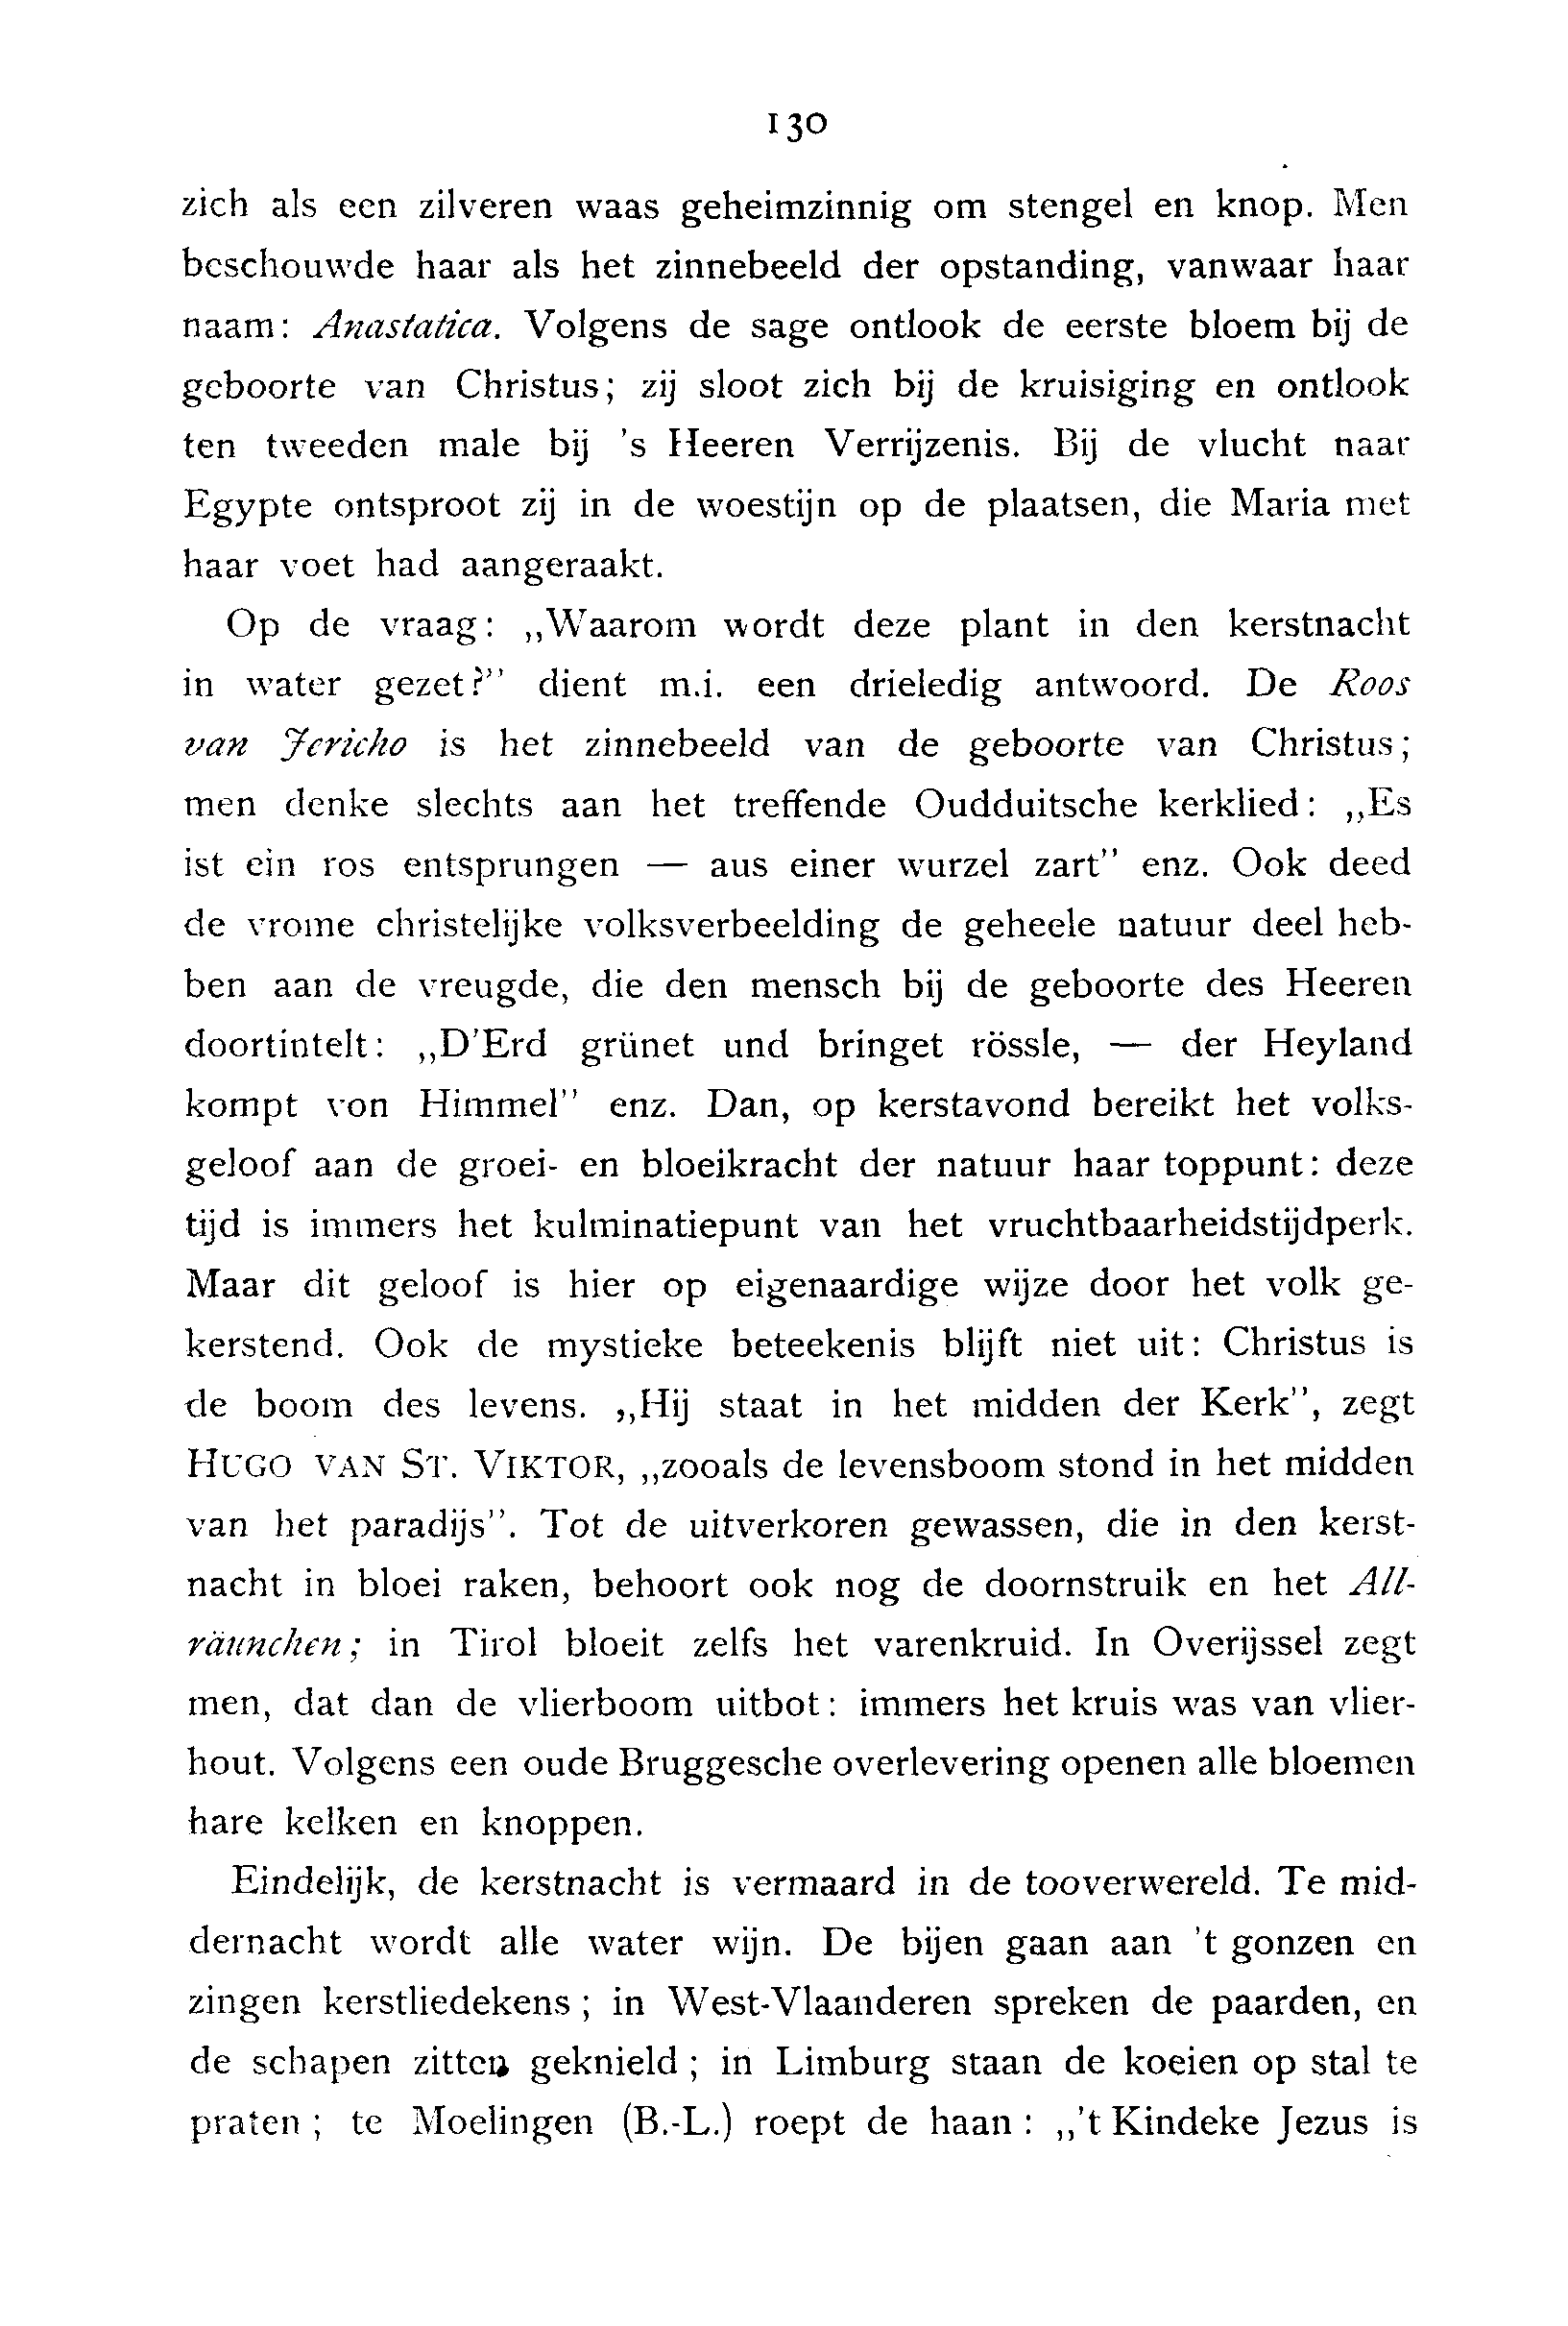 130
zich als een zilveren waas geheimzinnig om stengel en knop. Men
beschouwde haar als het zinnebeeld der opstanding, vanwaar haar
naam: Anastatica. Volgens de sage ontlook de eerste bloem bij de
geboorte van Christus; zij sloot zich bij de kruisiging en ontlook
ten tweeden male bij 's Heeren Verrijzenis. Bij de vlucht naar
Egypte ontsproot zij in de woestijn op de plaatsen, die Maria met
haar voet had aangeraakt.
Op de vraag: „Waarom wordt deze plant in den kerstnacht
in water gezet?” dient m.i. een drieledig antwoord. De Roos
van Jericho is het zinnebeeld van de geboorte van Christus;
men denke slechts aan het treffende Oudduitsche kerklied: „Es
ist ein ros entsprungen — aus einer wurzel zart” enz. Ook deed
de vrome christelijke volksverbeelding de geheele natuur deel heb-
ben aan de vreugde, die den mensch bij de geboorte des Heeren
doortintelt: „D'Erd grünet und bringet rössle, — der Heyland
kompt von Himmel” enz. Dan, op kerstavond bereikt het volks-
geloof aan de groei- en bloeikracht der natuur haar toppunt: deze
tijd is immers het kulminatiepunt van het vruchtbaarheidstijdperk.
Maar dit geloof is hier op eigenaardige wijze door het volk ge-
kerstend. Ook de mystieke beteekenis blijft niet uit: Christus is
de boom des levens. „Hij staat in het midden der Kerk”, zegt
HUGO VAN ST. VIKTOR, „zooals de levensboom stond in het midden
van het paradijs”. Tot de uitverkoren gewassen, die in den kerst-
nacht in bloei raken, behoort ook nog de doornstruik en het All-
räunchen; in Tirol bloeit zelfs het varenkruid. In Overijssel zegt
men, dat dan de vlierboom uitbot: immers het kruis was van vlier-
hout. Volgens een oude Bruggesche overlevering openen alle bloemen
hare kelken en knoppen.
Eindelijk, de kerstnacht is vermaard in de tooverwereld. Te mid-
dernacht wordt alle water wijn. De bijen gaan aan 't gonzen en
zingen kerstliedekens; in West-Vlaanderen spreken de paarden, en
de schapen zitten geknield; in Limburg staan de koeien op stal te
praten; te Moelingen (B.-L.) roept de haan: „'t Kindeke Jezus is